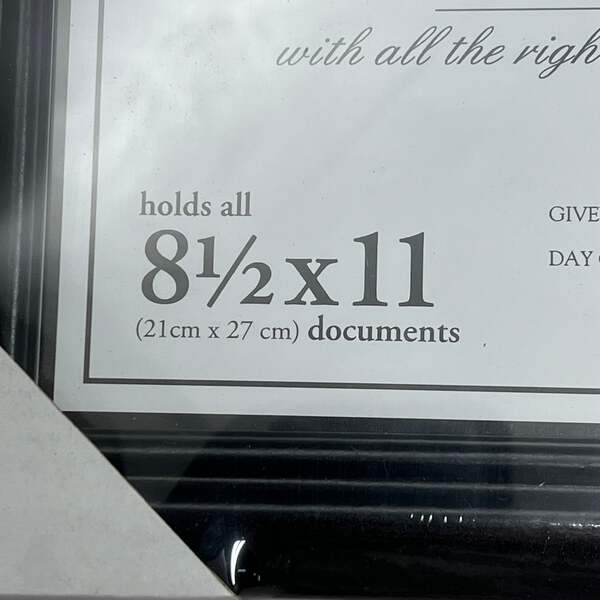 with all the righ
holds all
8½x11
(21cm x 27 cm) documents
GIVE
DAY